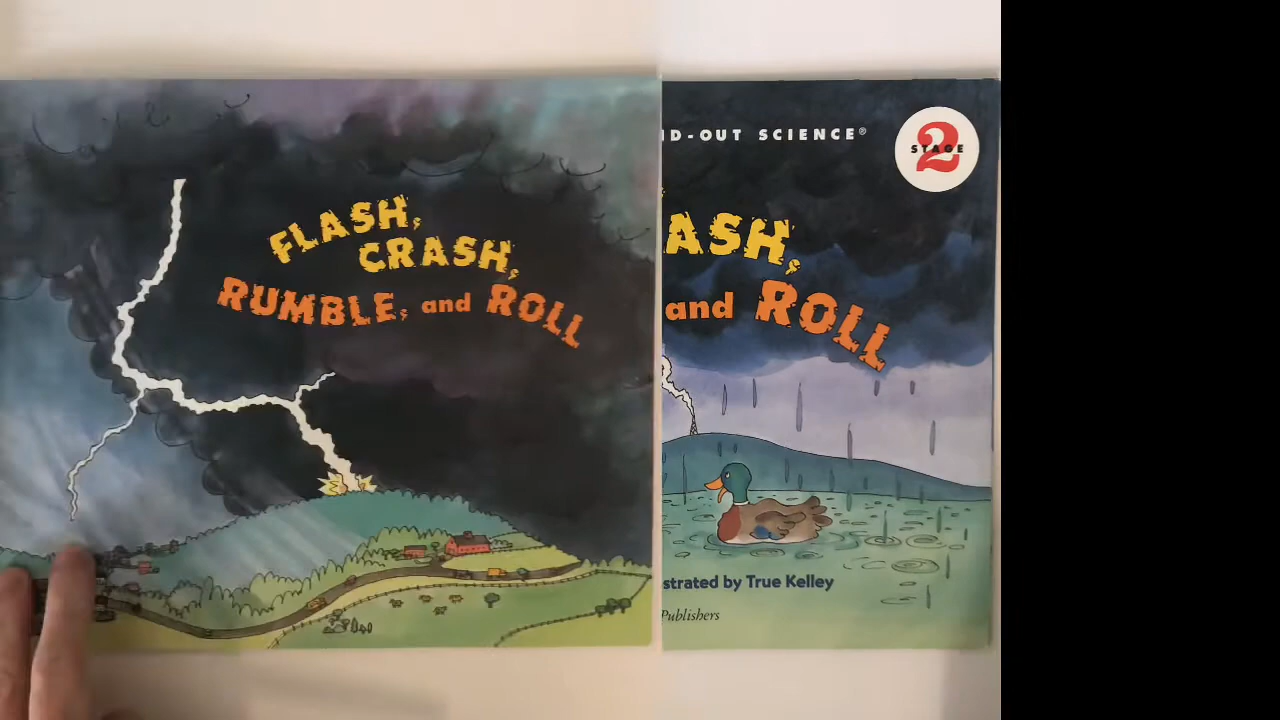 FLASH,
CRASH,
RUMBLE, and ROLL
D-OUT SCIENCE®
STAGE 2
ASH,
and ROLL
strated by True Kelley
Publishers